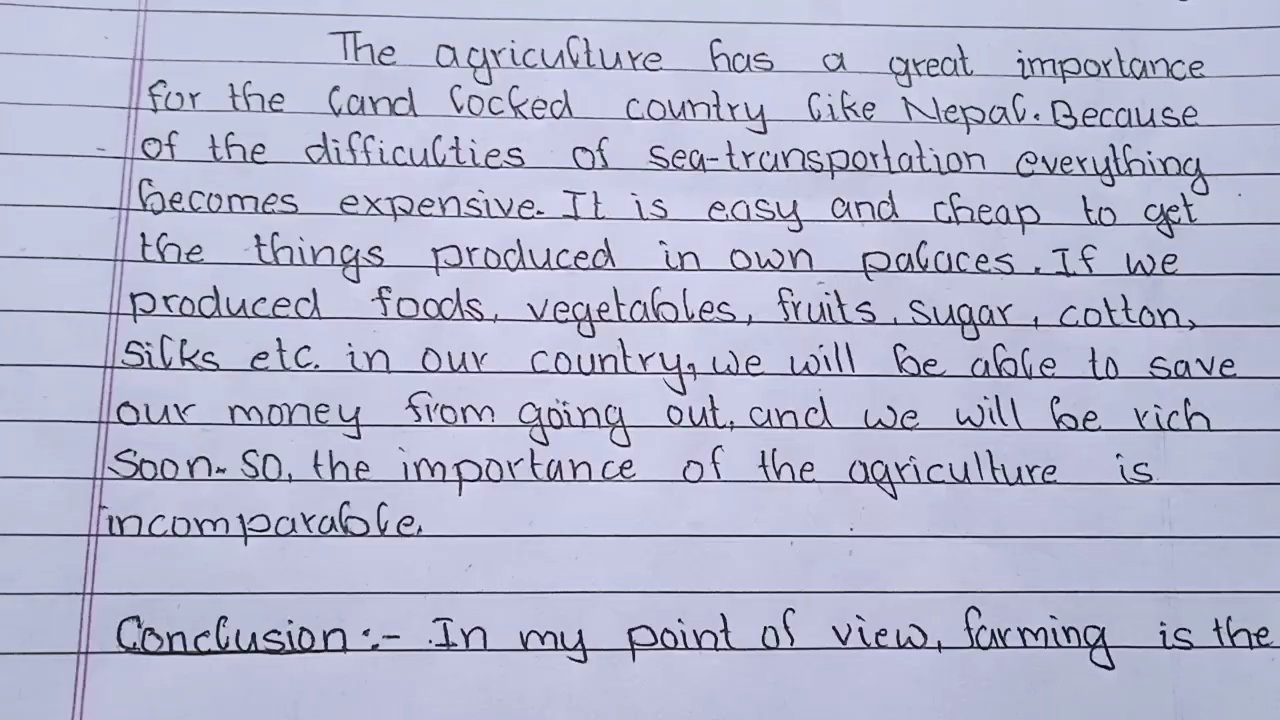 The agriculture has a great importance
for the land locked country like Nepal. Because
of the difficulties of sea-transportation everything
becomes expensive. It is easy and cheap to get
the things produced in own palaces. If we
produced foods, vegetables, fruits, sugar, cotton,
silks etc. in our country, we will be able to save
our money from going out, and we will be rich
soon. So, the importance of the agriculture is
incomparable.
Conclusion :- In my point of view, farming is the